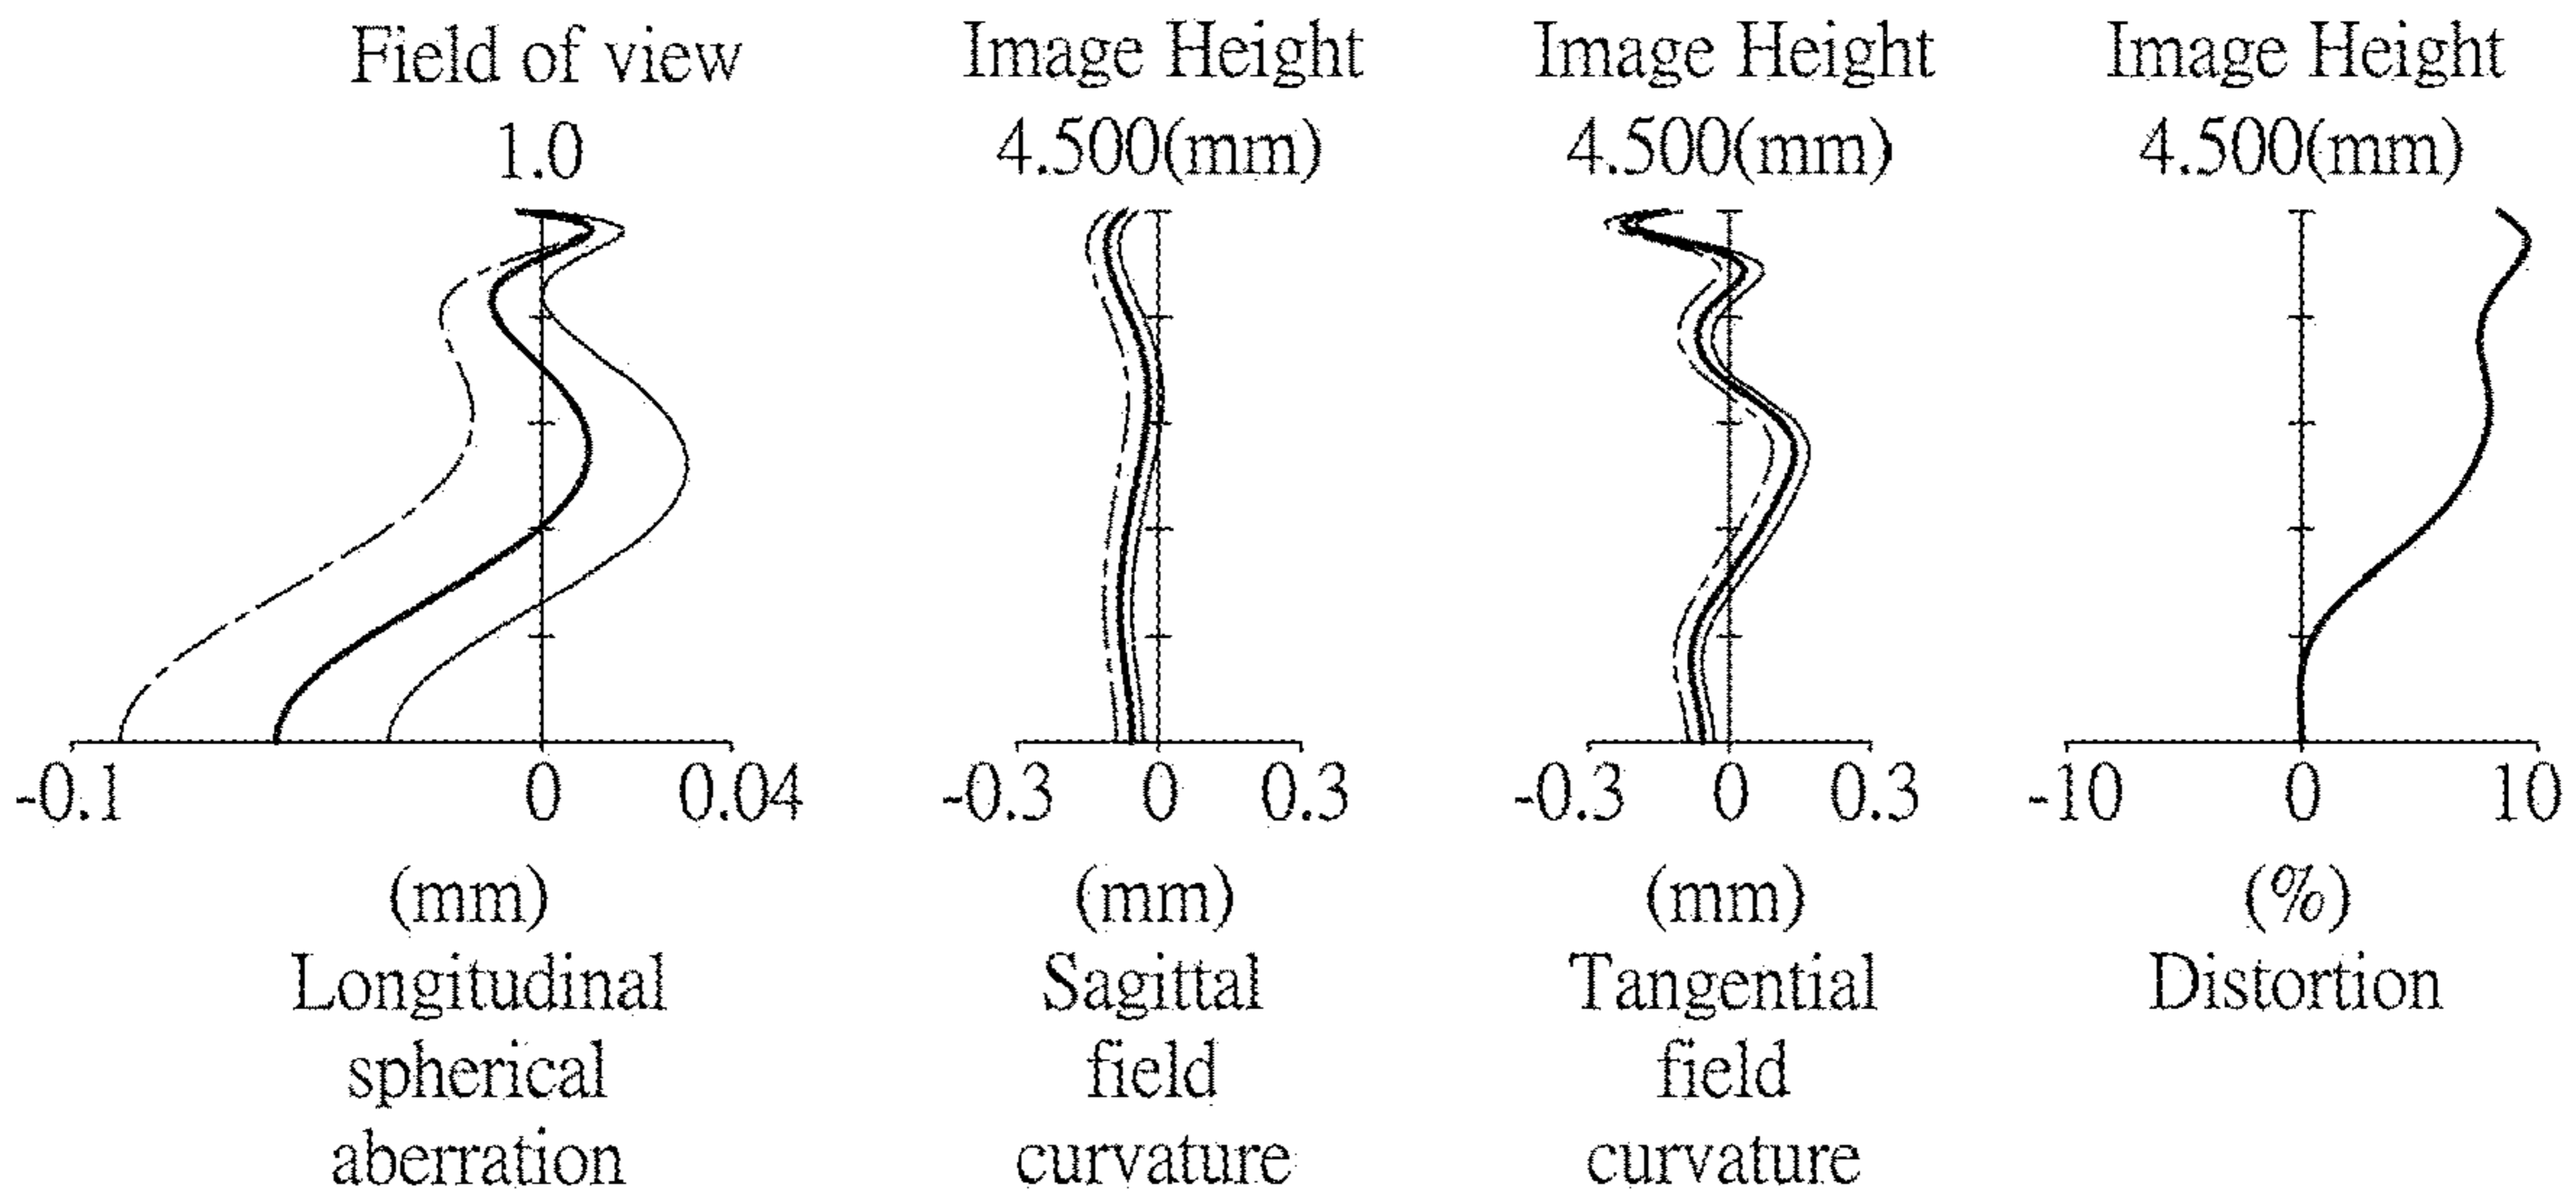 Field of view
1.0
-0.1 0 0.04
(mm)
Longitudinal
spherical
aberration
Image Height
4.500(mm)
-0.3 0 0.3
(mm)
Sagittal
field
curvature
Image Height
4.500(mm)
-0.3 0 0.3
(mm)
Tangential
field
curvature
Image Height
4.500(mm)
-10 0 10
(%)
Distortion